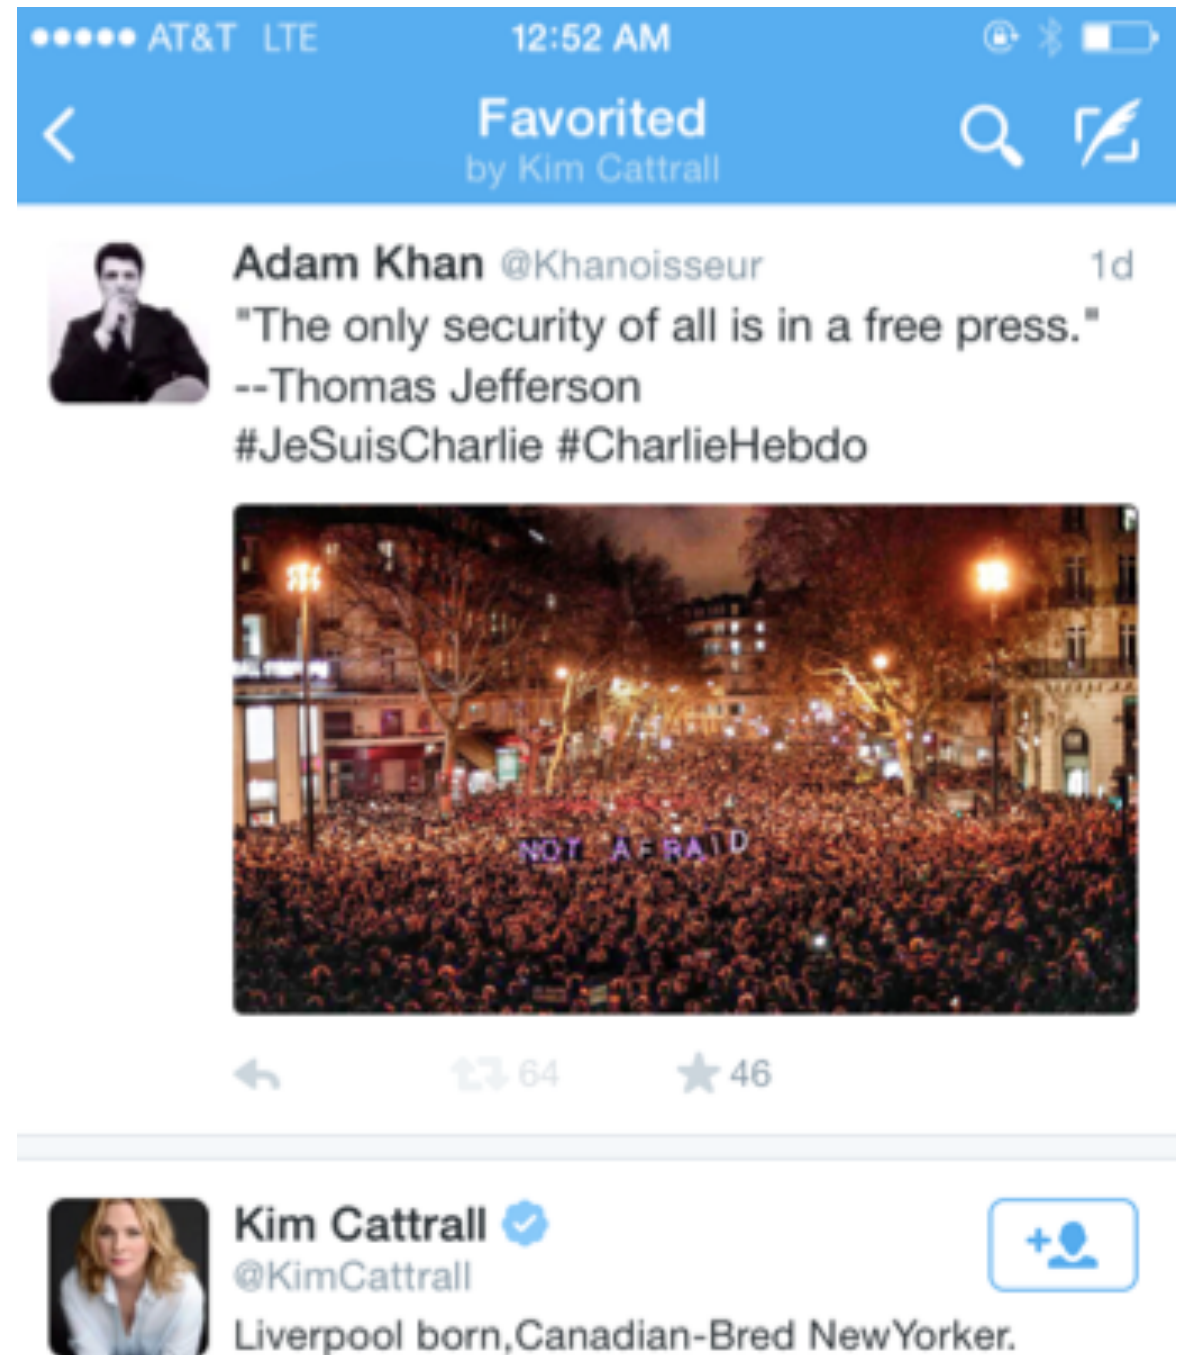 AT&T LTE 12:52 AM
Favorited
by Kim Cattrall
Adam Khan @Khanoisseur 1d
"The only security of all is in a free press."
--Thomas Jefferson
#JeSuisCharlie #CharlieHebdo
NOT AFRAID
64 46
Kim Cattrall
@KimCattrall
Liverpool born,Canadian-Bred NewYorker.